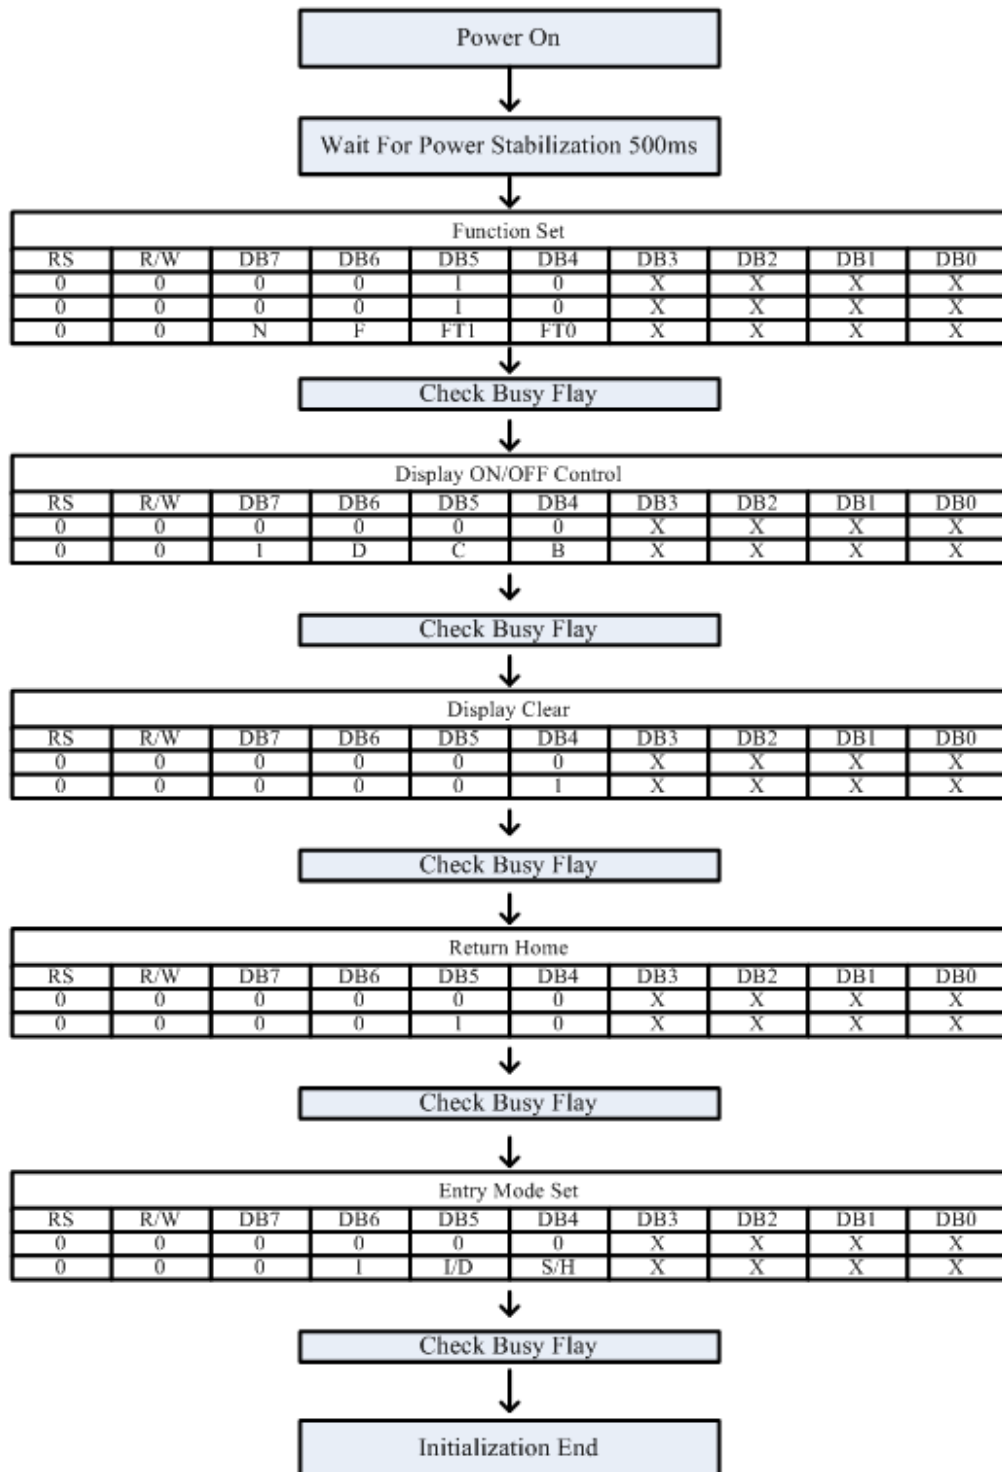 Power On
Wait For Power Stabilization 500ms
Function Set
RS R/W DB7 DB6 DB5 DB4 DB3 DB2 DB1 DB0
0 0 0 0 1 0 X X X X
0 0 0 0 1 0 X X X X
0 0 N F FT1 FT0 X X X X
Check Busy Flay
Display ON/OFF Control
RS R/W DB7 DB6 DB5 DB4 DB3 DB2 DB1 DB0
0 0 0 0 0 0 X X X X
0 0 1 D C B X X X X
Check Busy Flay
Display Clear
RS R/W DB7 DB6 DB5 DB4 DB3 DB2 DB1 DB0
0 0 0 0 0 0 X X X X
0 0 0 0 0 1 X X X X
Check Busy Flay
Return Home
RS R/W DB7 DB6 DB5 DB4 DB3 DB2 DB1 DB0
0 0 0 0 0 0 X X X X
0 0 0 0 1 0 X X X X
Check Busy Flay
Entry Mode Set
RS R/W DB7 DB6 DB5 DB4 DB3 DB2 DB1 DB0
0 0 0 0 0 0 X X X X
0 0 0 1 I/D S/H X X X X
Check Busy Flay
Initialization End